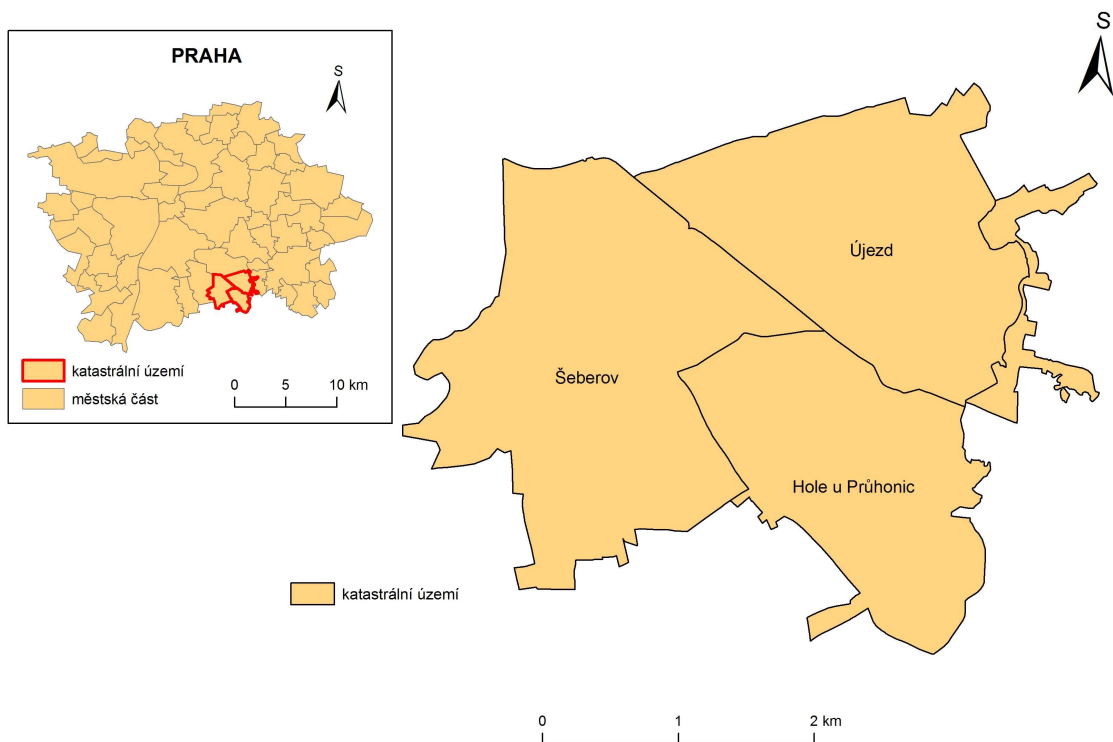 PRAHA
S
katastrální území
městská část
0 5 10 km
S
Újezd
Šeberov
Hole u Průhonic
katastrální území
0 1 2 km